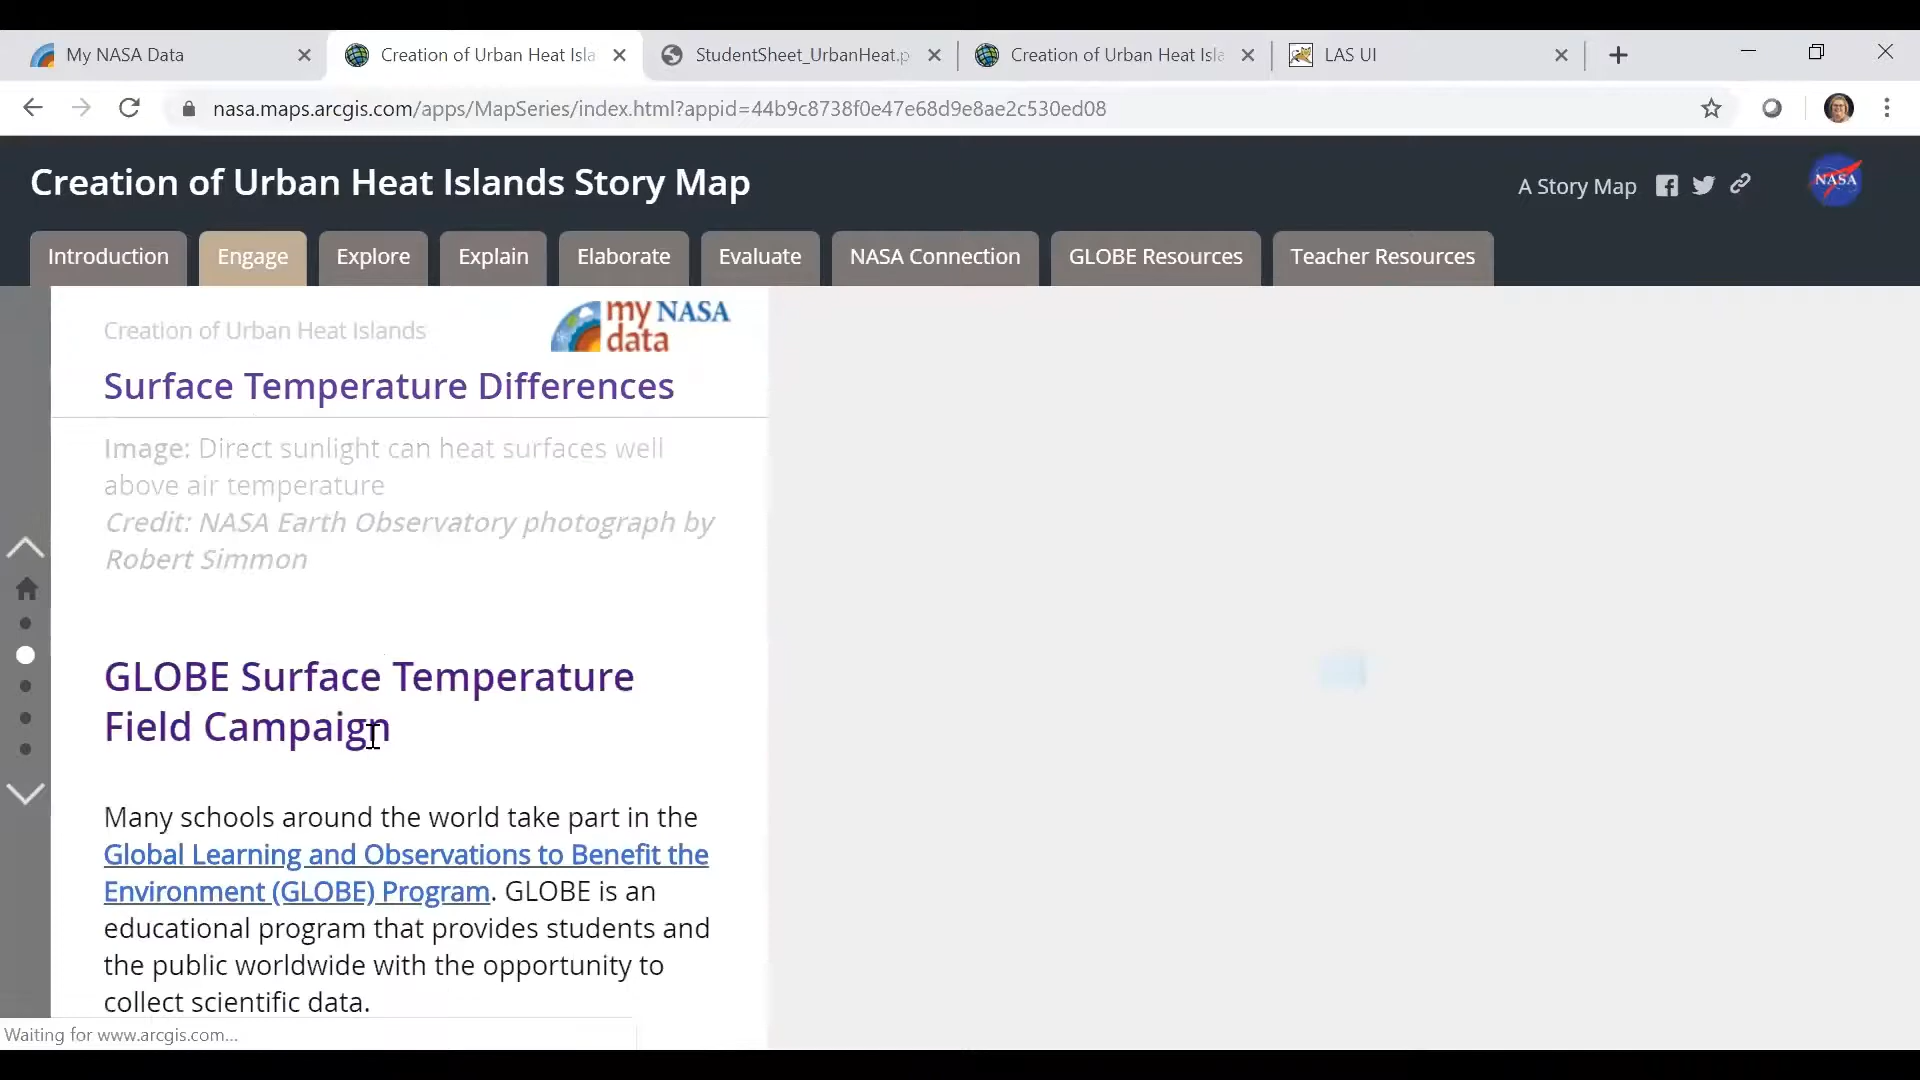 My NASA Data
Creation of Urban Heat Isla
StudentSheet_UrbanHeat.p
Creation of Urban Heat Isla
LAS UI
nasa.maps.arcgis.com/apps/MapSeries/index.html?appid=44b9c8738f0e47e68d9e8ae2c530ed08
Creation of Urban Heat Islands Story Map
A Story Map
NASA
Introduction
Engage
Explore
Explain
Elaborate
Evaluate
NASA Connection
GLOBE Resources
Teacher Resources
Creation of Urban Heat Islands
my NASA
data
Surface Temperature Differences
Image: Direct sunlight can heat surfaces well
above air temperature
Credit: NASA Earth Observatory photograph by
Robert Simmon
GLOBE Surface Temperature
Field Campaign
Many schools around the world take part in the
Global Learning and Observations to Benefit the
Environment (GLOBE) Program. GLOBE is an
educational program that provides students and
the public worldwide with the opportunity to
collect scientific data.
Waiting for www.arcgis.com...